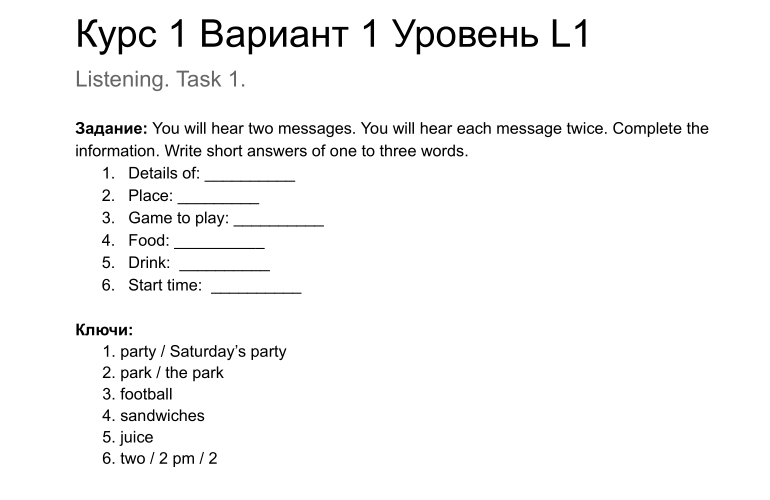 Курс 1 Вариант 1 Уровень L1
Listening. Task 1.
Задание: You will hear two messages. You will hear each message twice. Complete the
information. Write short answers of one to three words.
1. Details of: __________
2. Place: _________
3. Game to play: __________
4. Food: __________
5. Drink: __________
6. Start time: __________
Ключи:
1. party / Saturday’s party
2. park / the park
3. football
4. sandwiches
5. juice
6. two / 2 pm / 2